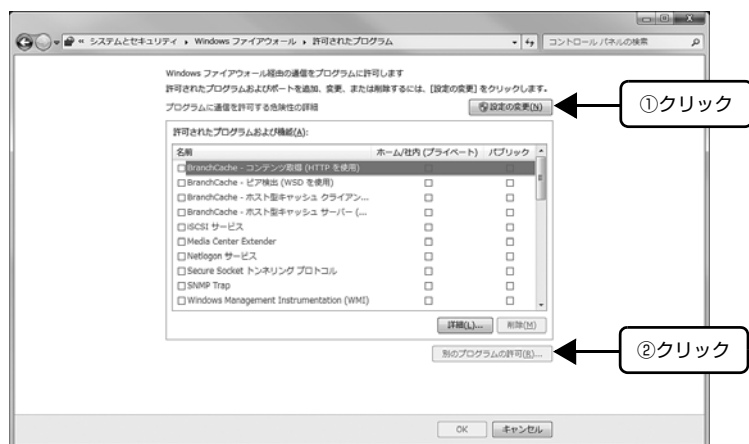 « システムとセキュリティ ▸ Windows ファイアウォール ▸ 許可されたプログラム
コントロール パネルの検索
Windows ファイアウォール経由の通信をプログラムに許可します
許可されたプログラムおよびポートを追加、変更、または削除するには、[設定の変更] をクリックします。
プログラムに通信を許可する危険性の詳細
設定の変更(N)
①クリック
許可されたプログラムおよび機能(A):
名前 ホーム/社内 (プライベート) パブリック
BranchCache - コンテンツ取得 (HTTP を使用)
BranchCache - ピア検出 (WSD を使用)
BranchCache - ホスト型キャッシュ クライアン...
BranchCache - ホスト型キャッシュ サーバー (...
iSCSI サービス
Media Center Extender
Netlogon サービス
Secure Socket トンネリング プロトコル
SNMP Trap
Windows Management Instrumentation (WMI)
詳細(L)... 削除(M)
別のプログラムの許可(R)...
②クリック
OK キャンセル